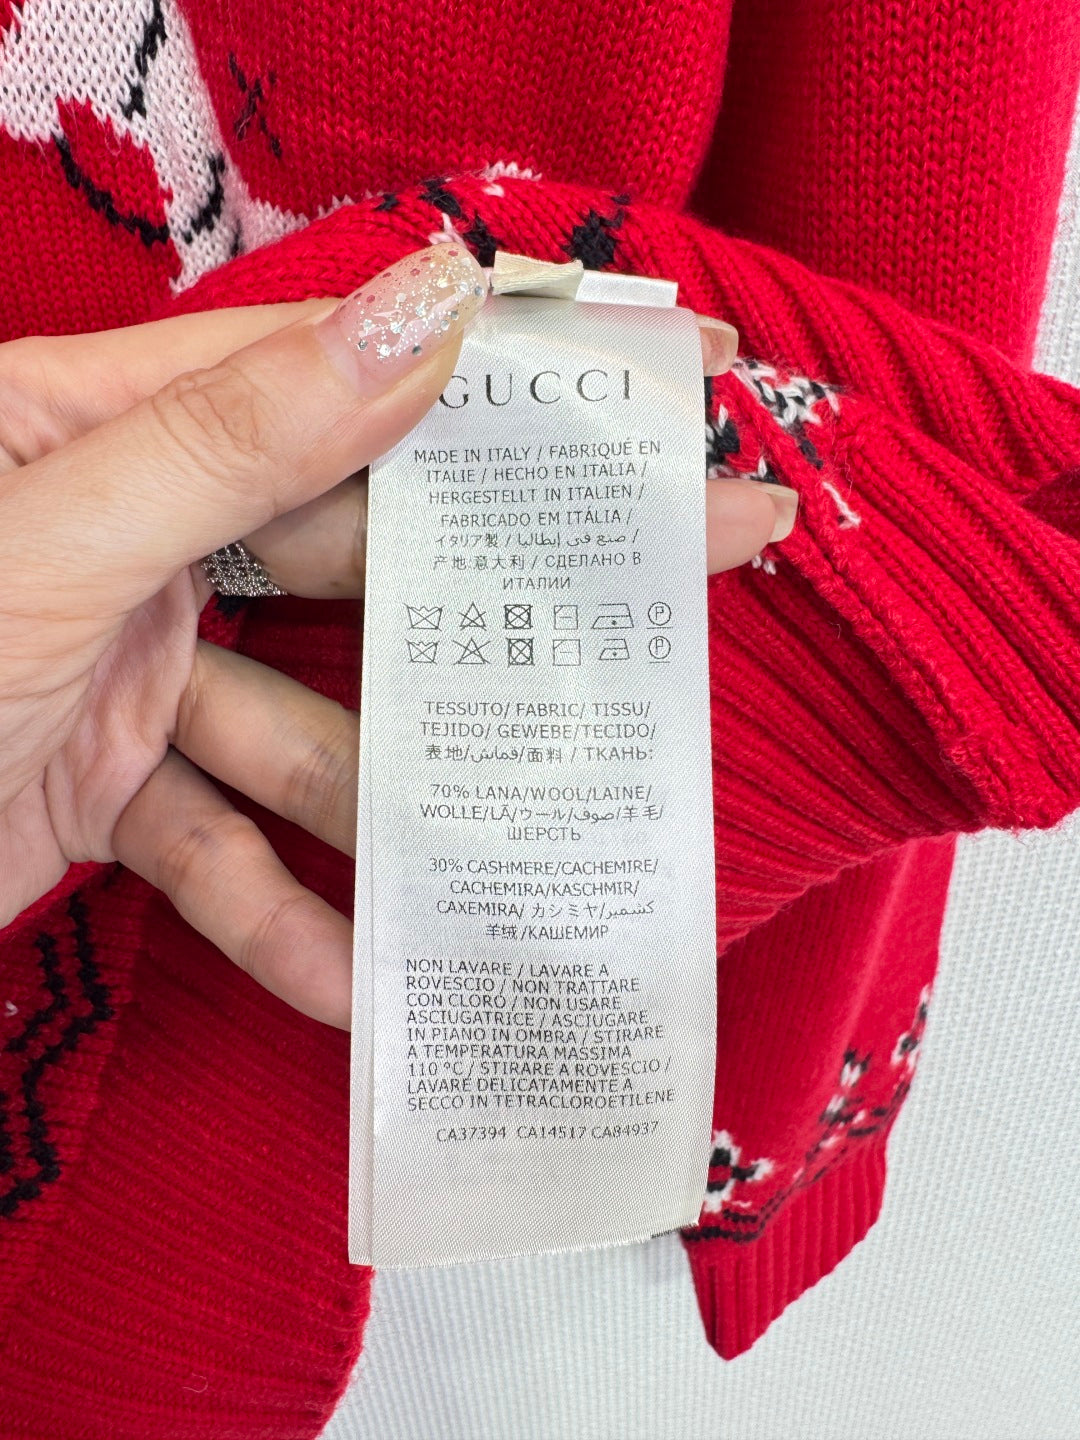 GUCCI
MADE IN ITALY / FABRIQUÉ EN
ITALIE / HECHO EN ITALIA /
HERGESTELLT IN ITALIEN /
FABRICADO EM ITÁLIA /
イタリア製 / صنع في إيطاليا /
产地:意大利 / СДЕЛАНО В
ИТАЛИИ
P
P
TESSUTO/ FABRIC/ TISSU/
TEJIDO/ GEWEBE/TECIDO/
表地/قماش/面料 / ТКАНЬ:
70% LANA/WOOL/LAINE/
WOLLE/LÃ/ウール/صوف/羊毛/
ШЕРСТЬ
30% CASHMERE/CACHEMIRE/
CACHEMIRA/KASCHMIR/
CAXEMIRA/ カシミヤ/كشمير/
羊绒/КАШЕМИР
NON LAVARE / LAVARE A
ROVESCIO / NON TRATTARE
CON CLORO / NON USARE
ASCIUGATRICE / ASCIUGARE
IN PIANO IN OMBRA / STIRARE
A TEMPERATURA MASSIMA
110 °C / STIRARE A ROVESCIO /
LAVARE DELICATAMENTE A
SECCO IN TETRACLOROETILENE
CA37394 CA14517 CA84937